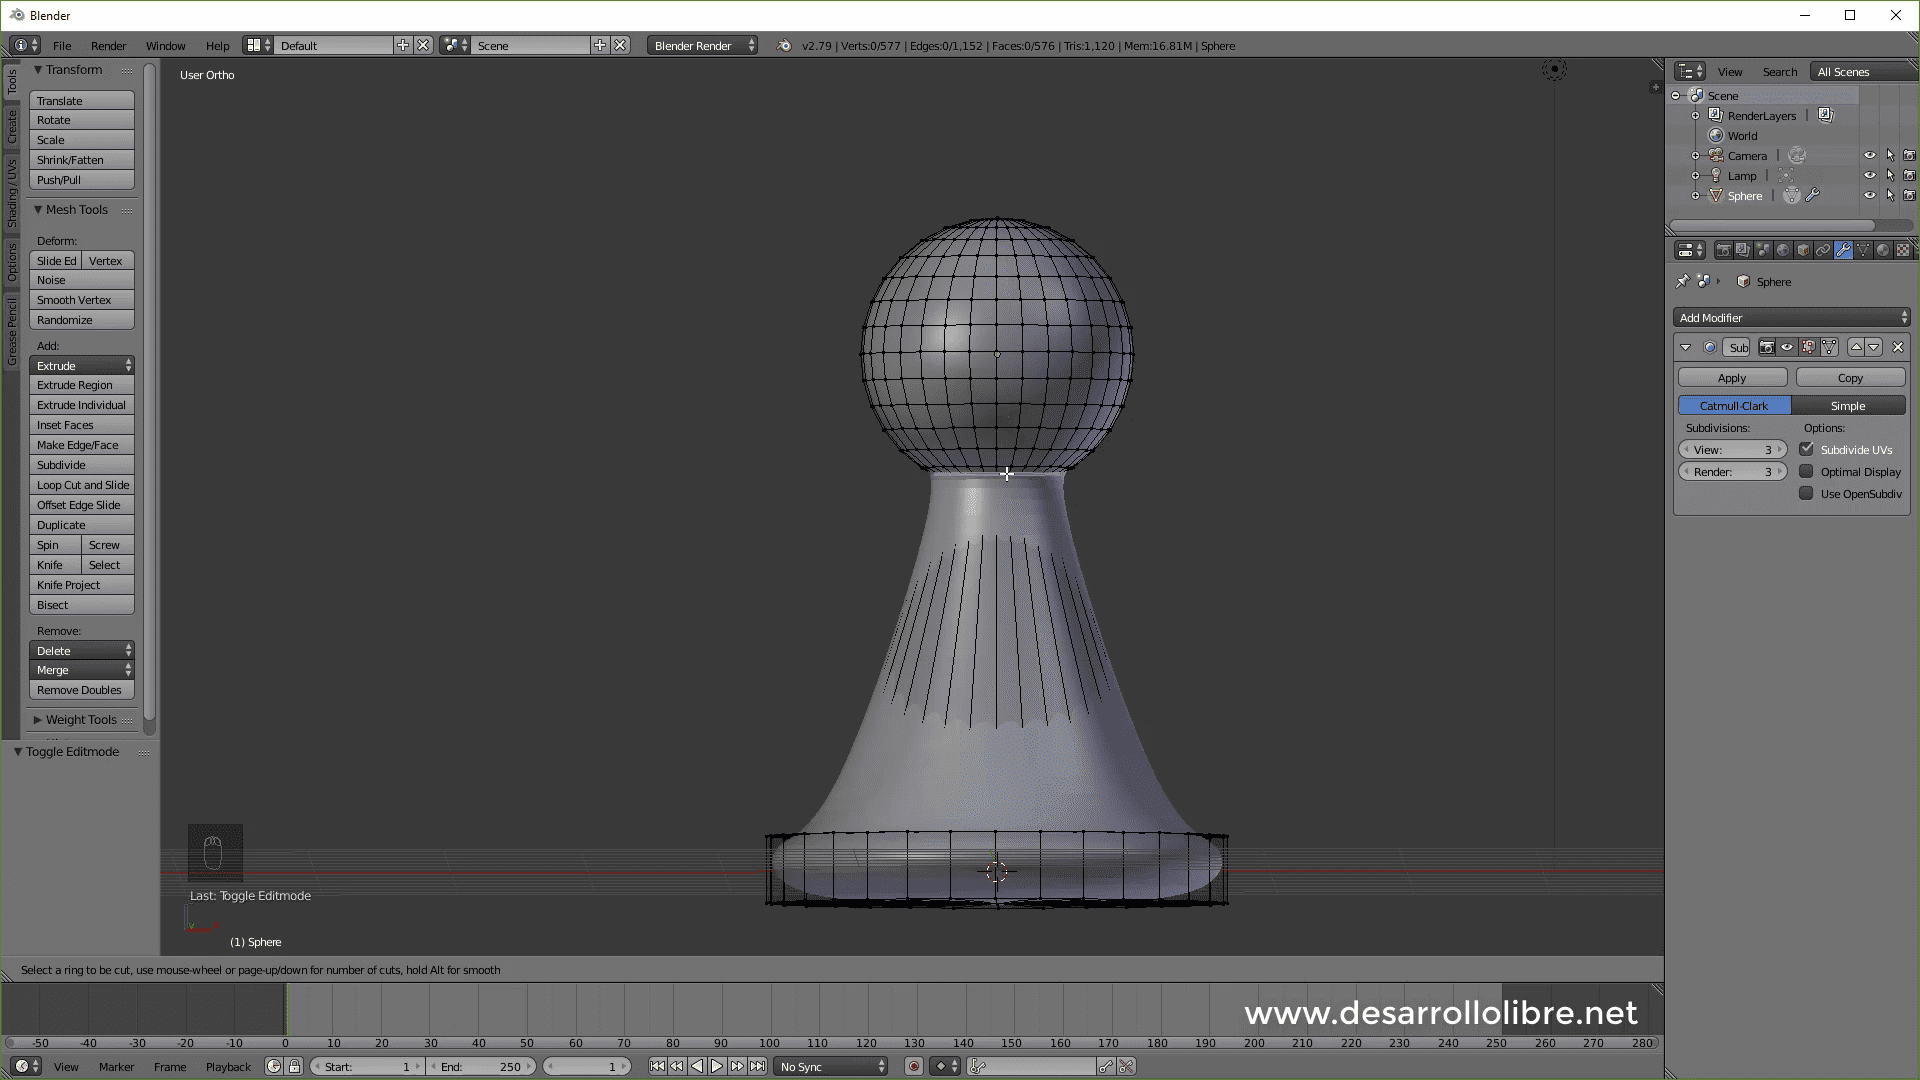 Blender
File Render Window Help Default Scene Blender Render v2.79 | Verts:0/577 | Edges:0/1,152 | Faces:0/576 | Tris:1,120 | Mem:16.81M | Sphere
Tools
Create
Shading / UVs
Options
Grease Pencil
Transform
Translate
Rotate
Scale
Shrink/Fatten
Push/Pull
Mesh Tools
Deform:
Slide Ed Vertex
Noise
Smooth Vertex
Randomize
Add:
Extrude
Extrude Region
Extrude Individual
Inset Faces
Make Edge/Face
Subdivide
Loop Cut and Slide
Offset Edge Slide
Duplicate
Spin Screw
Knife Select
Knife Project
Bisect
Remove:
Delete
Merge
Remove Doubles
Weight Tools
Toggle Editmode
User Ortho
Last: Toggle Editmode
(1) Sphere
Select a ring to be cut, use mouse-wheel or page-up/down for number of cuts, hold Alt for smooth
View Search All Scenes
Scene
RenderLayers
World
Camera
Lamp
Sphere
Sphere
Add Modifier
Sub
Apply Copy
Catmull-Clark Simple
Subdivisions: Options:
View: 3 Subdivide UVs
Render: 3 Optimal Display
Use OpenSubdiv
www.desarrollolibre.net
-50 -40 -30 -20 -10 0 10 20 30 40 50 60 70 80 90 100 110 120 130 140 150 160 170 180 190 200 210 220 230 240 250 260 270 280
View Marker Frame Playback Start: 1 End: 250 1 No Sync